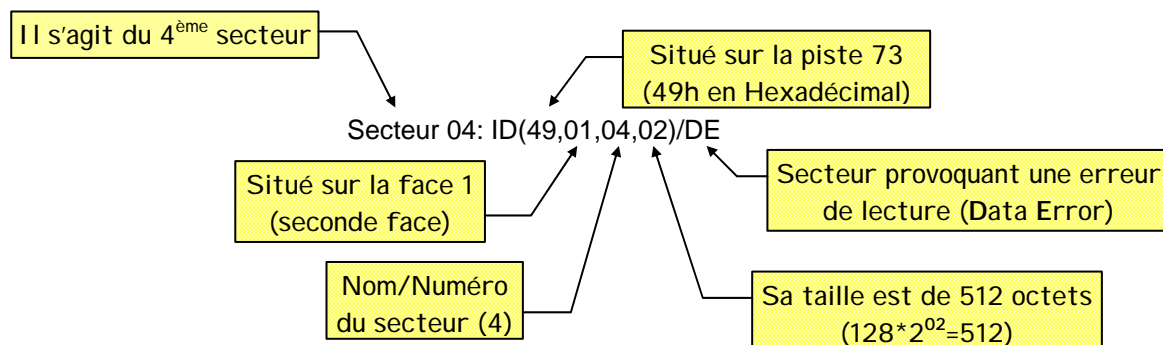 Il s'agit du 4ème secteur
Situé sur la piste 73
(49h en Hexadécimal)
Secteur 04: ID(49,01,04,02)/DE
Situé sur la face 1
(seconde face)
Secteur provoquant une erreur
de lecture (Data Error)
Nom/Numéro
du secteur (4)
Sa taille est de 512 octets
(128*2⁰²=512)